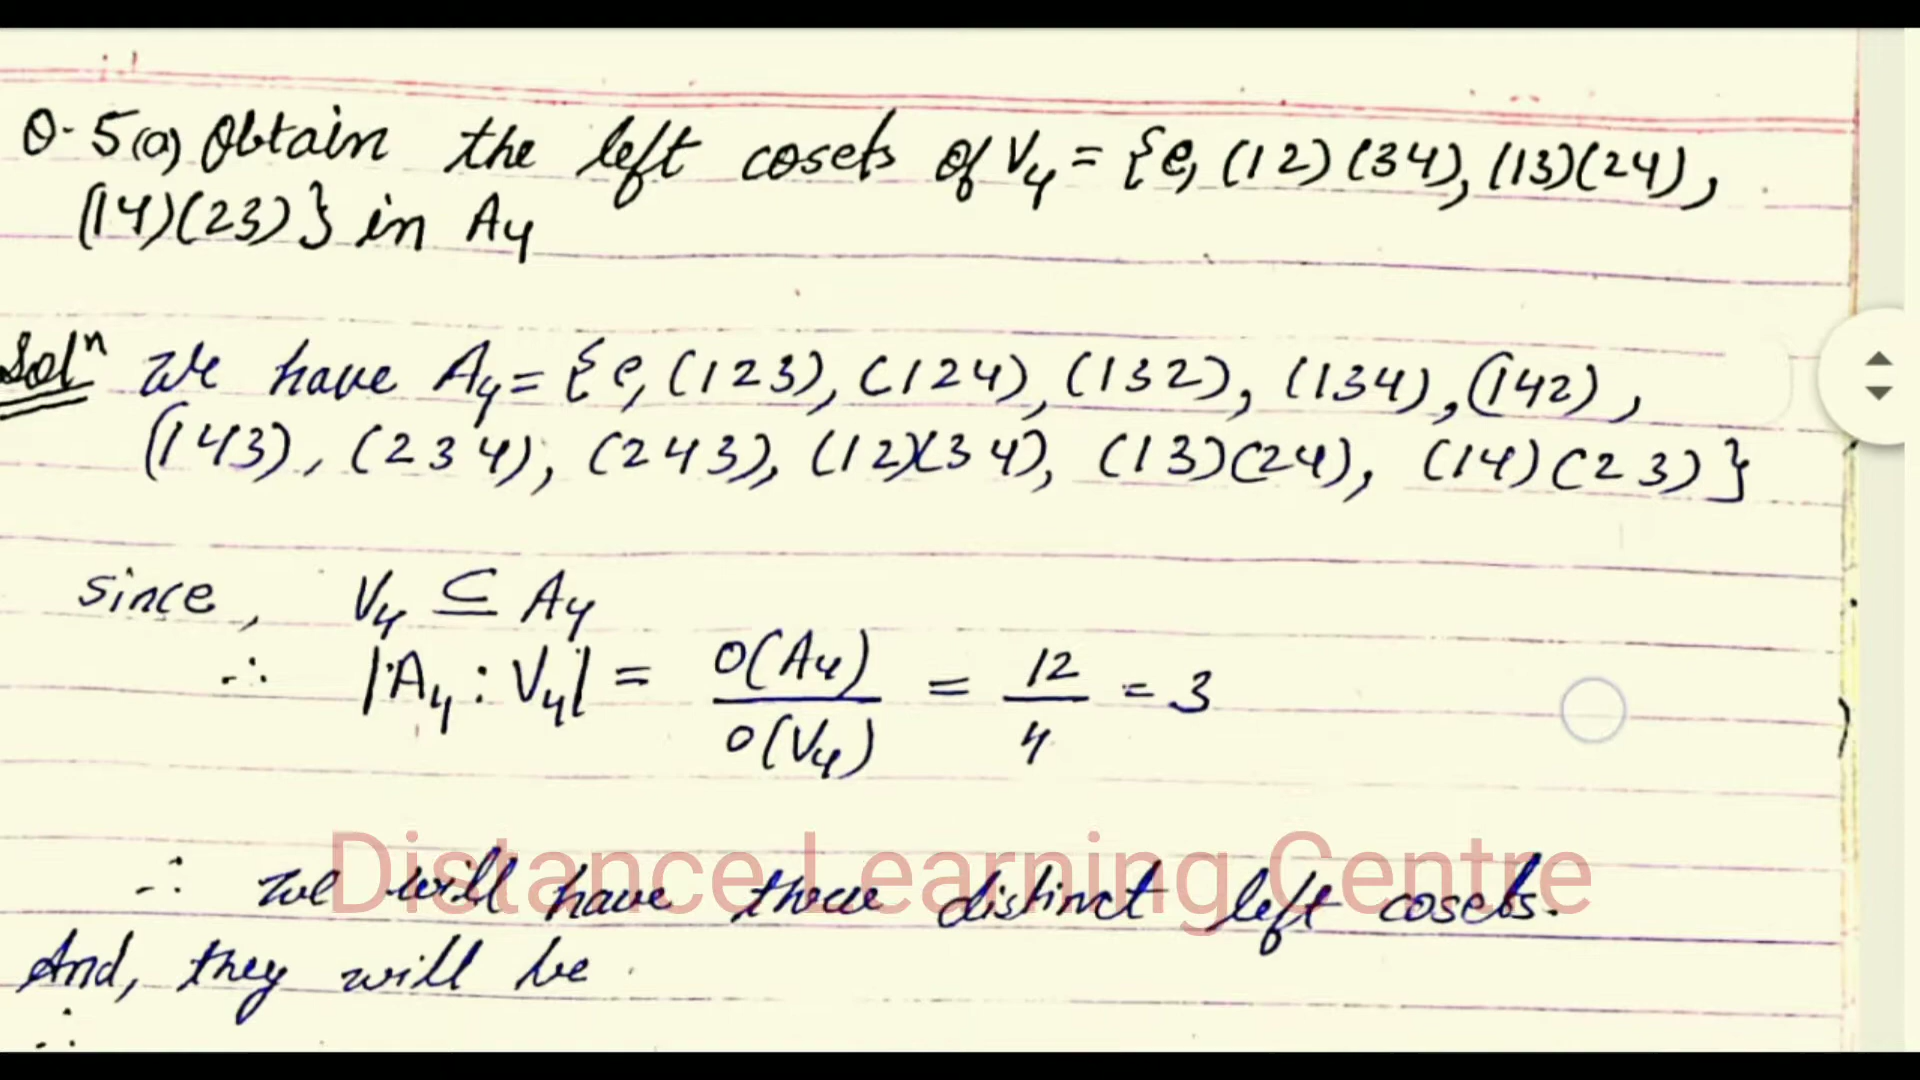 Q. 5(a) Obtain the left cosets of V₄ = {e, (12)(34), (13)(24),
(14)(23)} in A₄
Solⁿ We have A₄ = {e, (123), (124), (132), (134), (142),
(143), (234), (243), (12)(34), (13)(24), (14)(23)}
since, V₄ ⊆ A₄
∴ |A₄ : V₄| = O(A₄)/O(V₄) = 12/4 = 3
Distance Learning Centre
∴ we will have three distinct left cosets.
And, they will be
∴